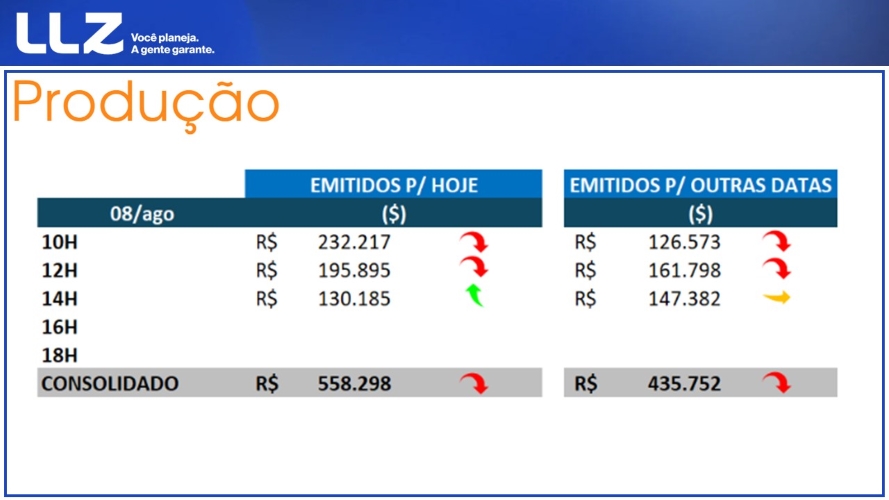 LLZ
Você planeja.
A gente garante.
Produção
EMITIDOS P/ HOJE EMITIDOS P/ OUTRAS DATAS
08/ago ($) ($)
10H R$ 232.217 R$ 126.573
12H R$ 195.895 R$ 161.798
14H R$ 130.185 R$ 147.382
16H
18H
CONSOLIDADO R$ 558.298 R$ 435.752